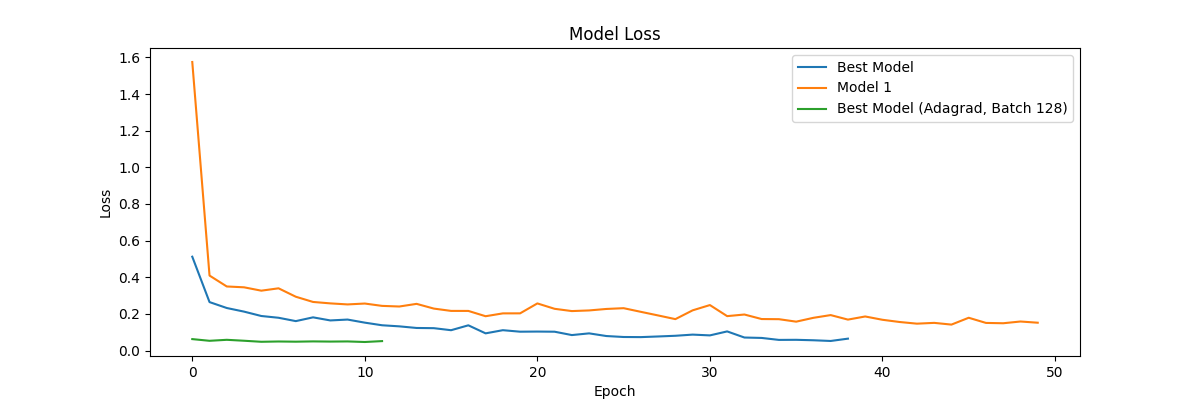 Model Loss
Best Model
Model 1
Best Model (Adagrad, Batch 128)
Loss
1.6
1.4
1.2
1.0
0.8
0.6
0.4
0.2
0.0
0 10 20 30 40 50
Epoch